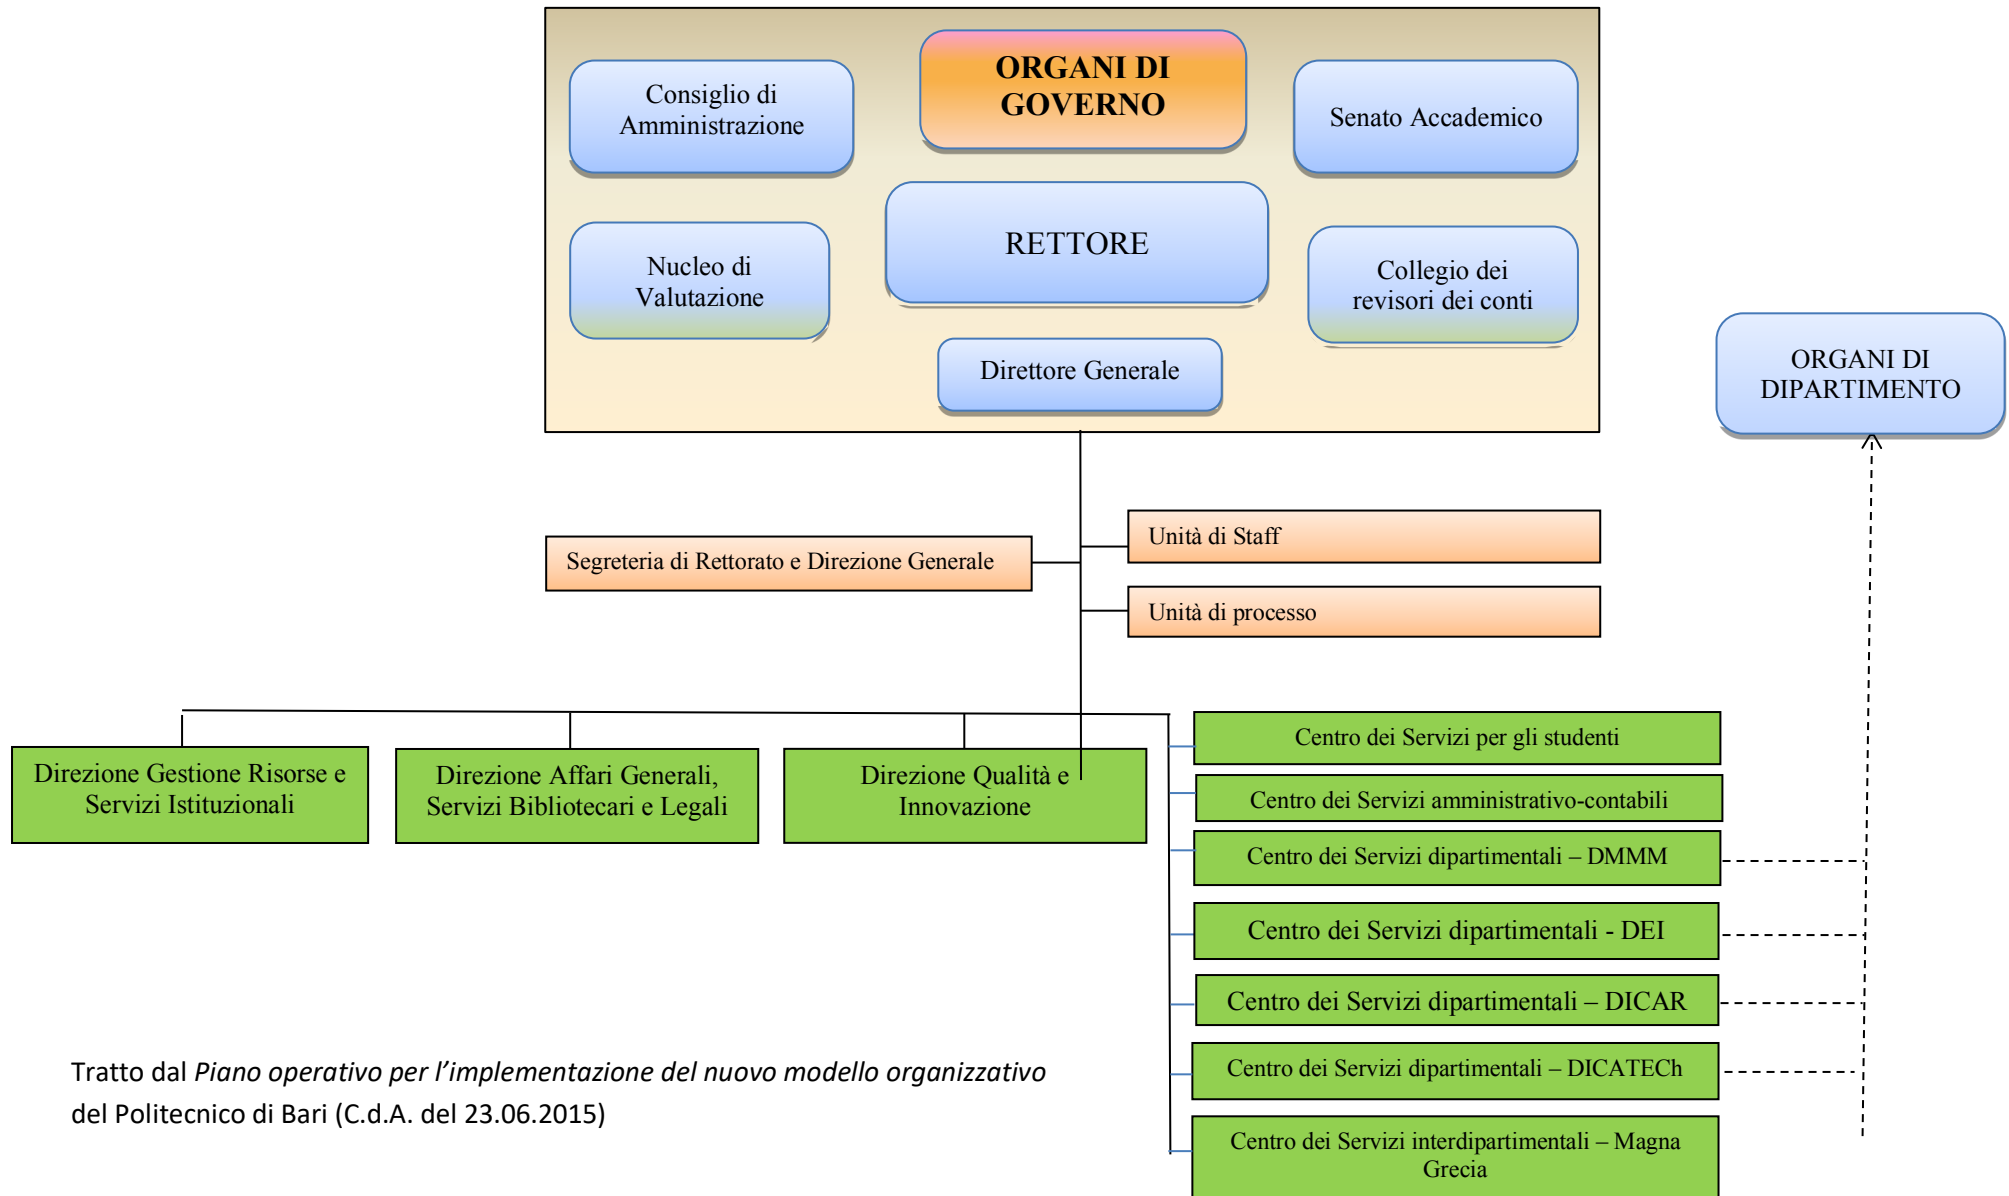 ORGANI DI
GOVERNO
Consiglio di
Amministrazione
Senato Accademico
RETTORE
Nucleo di
Valutazione
Collegio dei
revisori dei conti
Direttore Generale
ORGANI DI
DIPARTIMENTO
Unità di Staff
Segreteria di Rettorato e Direzione Generale
Unità di processo
Direzione Gestione Risorse e
Servizi Istituzionali
Direzione Affari Generali,
Servizi Bibliotecari e Legali
Direzione Qualità e
Innovazione
Centro dei Servizi per gli studenti
Centro dei Servizi amministrativo-contabili
Centro dei Servizi dipartimentali – DMMM
Centro dei Servizi dipartimentali - DEI
Centro dei Servizi dipartimentali – DICAR
Centro dei Servizi dipartimentali – DICATECh
Centro dei Servizi interdipartimentali – Magna
Grecia
Tratto dal Piano operativo per l’implementazione del nuovo modello organizzativo
del Politecnico di Bari (C.d.A. del 23.06.2015)